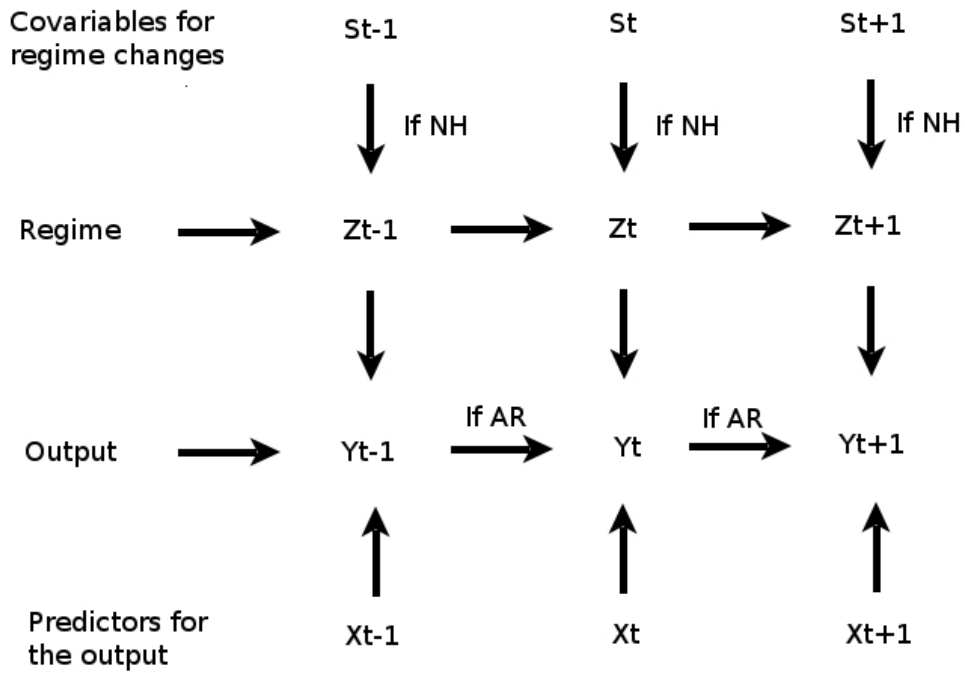 Covariables for
regime changes
St-1
St
St+1
If NH
If NH
If NH
Regime
Zt-1
Zt
Zt+1
If AR
If AR
Output
Yt-1
Yt
Yt+1
Predictors for
the output
Xt-1
Xt
Xt+1